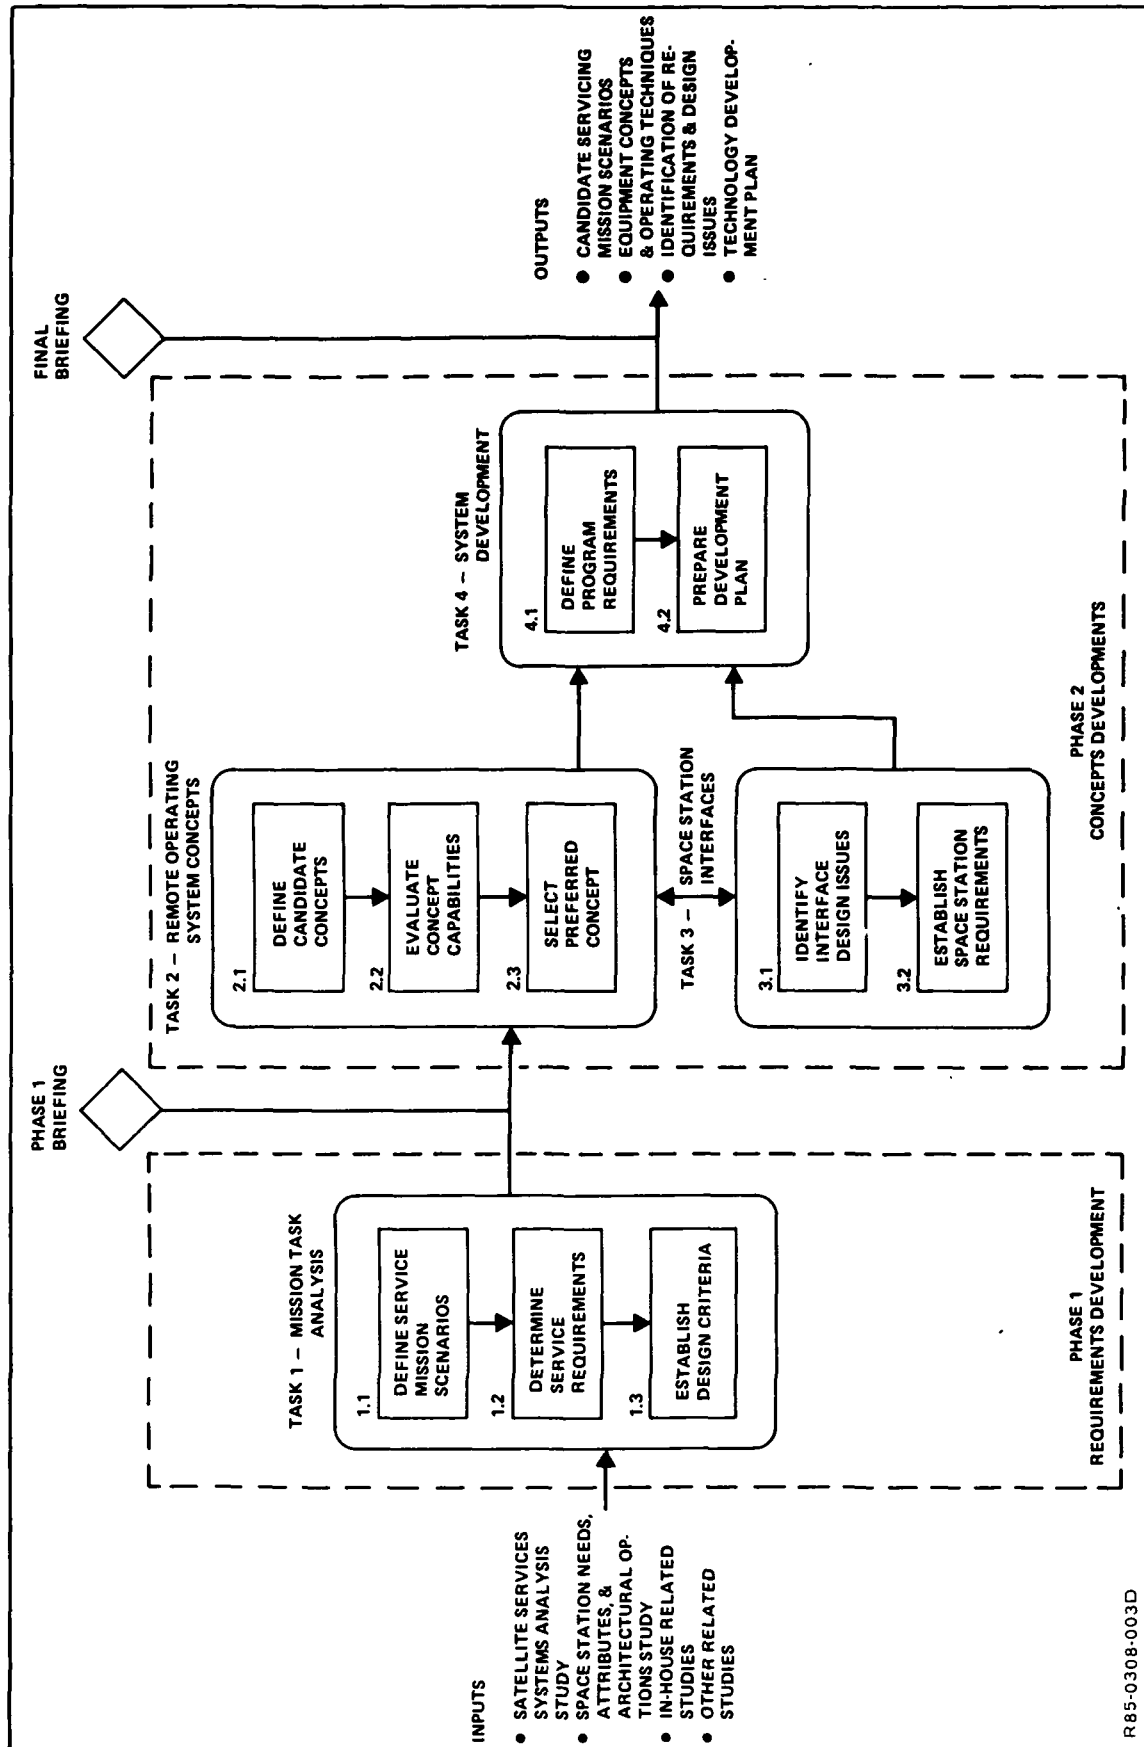 INPUTS
● SATELLITE SERVICES
SYSTEMS ANALYSIS
STUDY
● SPACE STATION NEEDS,
ATTRIBUTES, &
ARCHITECTURAL OP-
TIONS STUDY
● IN-HOUSE RELATED
STUDIES
● OTHER RELATED
STUDIES
TASK 1 – MISSION TASK
ANALYSIS
1.1
DEFINE SERVICE
MISSION
SCENARIOS
1.2
DETERMINE
SERVICE
REQUIREMENTS
1.3
ESTABLISH
DESIGN CRITERIA
PHASE 1
REQUIREMENTS DEVELOPMENT
PHASE 1
BRIEFING
TASK 2 – REMOTE OPERATING
SYSTEM CONCEPTS
2.1
DEFINE
CANDIDATE
CONCEPTS
2.2
EVALUATE
CONCEPT
CAPABILITIES
2.3
SELECT
PREFERRED
CONCEPT
TASK 3 – SPACE STATION
INTERFACES
3.1
IDENTIFY
INTERFACE
DESIGN ISSUES
3.2
ESTABLISH
SPACE STATION
REQUIREMENTS
TASK 4 – SYSTEM
DEVELOPMENT
4.1
DEFINE
PROGRAM
REQUIREMENTS
4.2
PREPARE
DEVELOPMENT
PLAN
PHASE 2
CONCEPTS DEVELOPMENTS
FINAL
BRIEFING
OUTPUTS
● CANDIDATE SERVICING
MISSION SCENARIOS
● EQUIPMENT CONCEPTS
& OPERATING TECHNIQUES
● IDENTIFICATION OF RE-
QUIREMENTS & DESIGN
ISSUES
● TECHNOLOGY DEVELOP-
MENT PLAN
R85-0308-003D